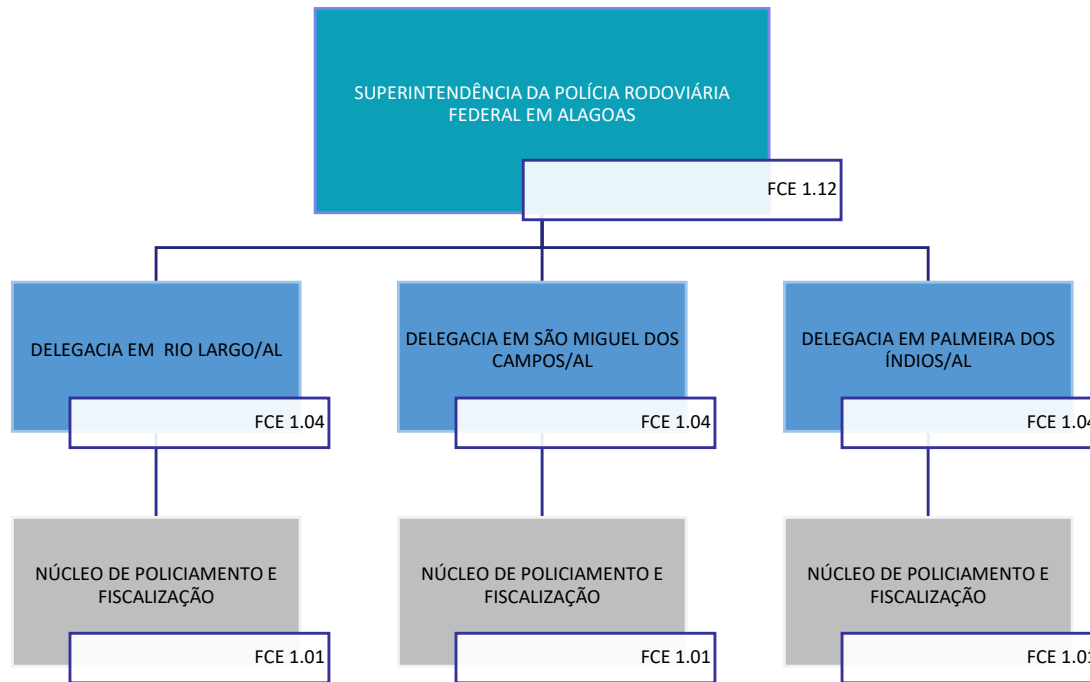 SUPERINTENDÊNCIA DA POLÍCIA RODOVIÁRIA
FEDERAL EM ALAGOAS
FCE 1.12
DELEGACIA EM RIO LARGO/AL
FCE 1.04
DELEGACIA EM SÃO MIGUEL DOS
CAMPOS/AL
FCE 1.04
DELEGACIA EM PALMEIRA DOS
ÍNDIOS/AL
FCE 1.04
NÚCLEO DE POLICIAMENTO E
FISCALIZAÇÃO
FCE 1.01
NÚCLEO DE POLICIAMENTO E
FISCALIZAÇÃO
FCE 1.01
NÚCLEO DE POLICIAMENTO E
FISCALIZAÇÃO
FCE 1.01